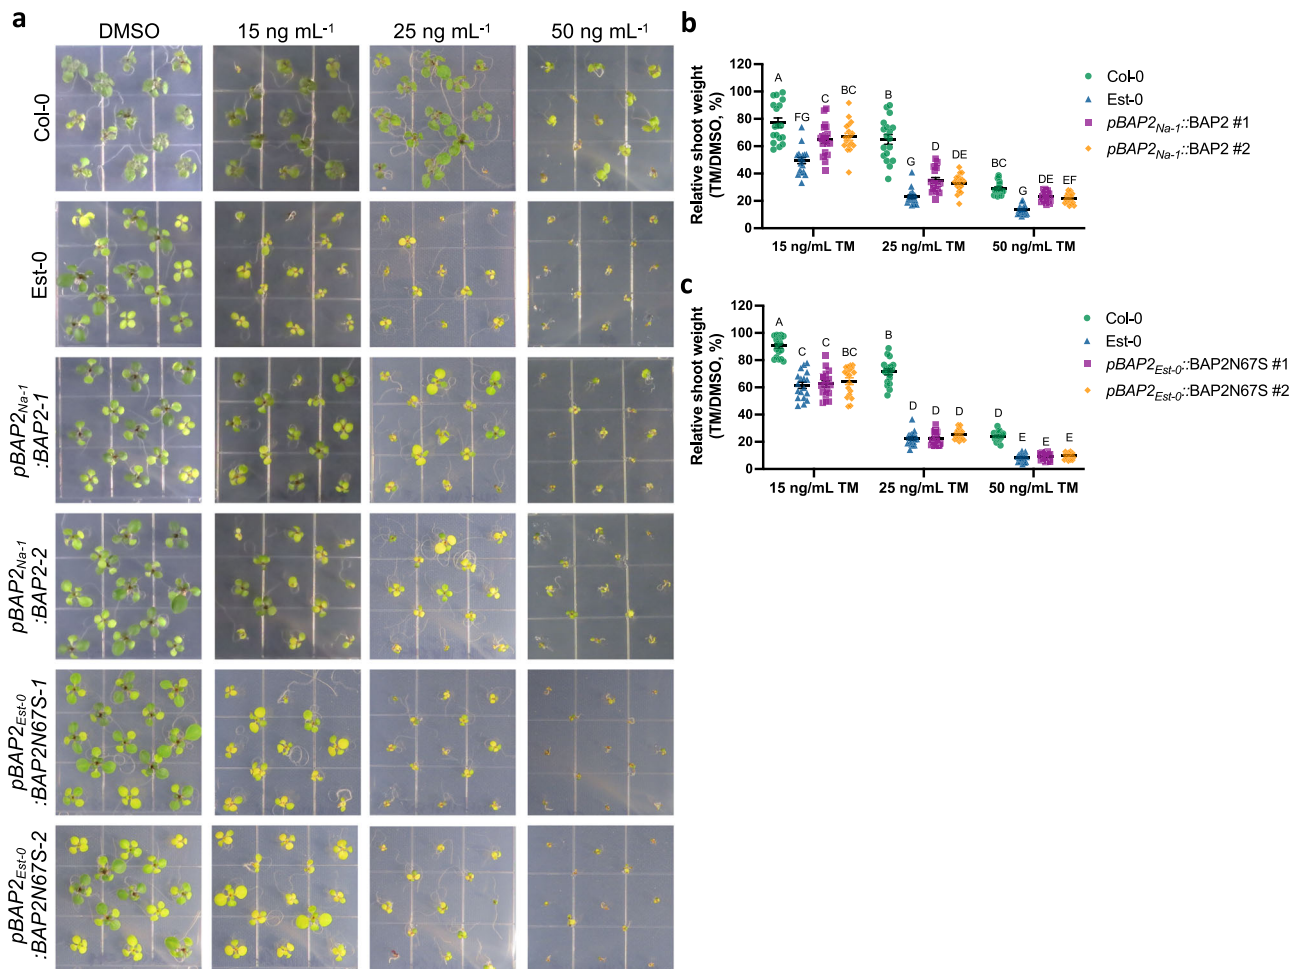 a
DMSO 15 ng mL-1 25 ng mL-1 50 ng mL-1
Col-0
Est-0
pBAP2Na-1
:BAP2-1
pBAP2Na-1
:BAP2-2
pBAP2Est-0
:BAP2N67S-1
pBAP2Est-0
:BAP2N67S-2
b
Relative shoot weight
(TM/DMSO, %)
120
100
80
60
40
20
0
A FG C BC B G D DE BC G DE EF
15 ng/mL TM 25 ng/mL TM 50 ng/mL TM
Col-0
Est-0
pBAP2Na-1::BAP2 #1
pBAP2Na-1::BAP2 #2
c
Relative shoot weight
(TM/DMSO, %)
120
100
80
60
40
20
0
A C C BC B D D D D E E E
15 ng/mL TM 25 ng/mL TM 50 ng/mL TM
Col-0
Est-0
pBAP2Est-0::BAP2N67S #1
pBAP2Est-0::BAP2N67S #2